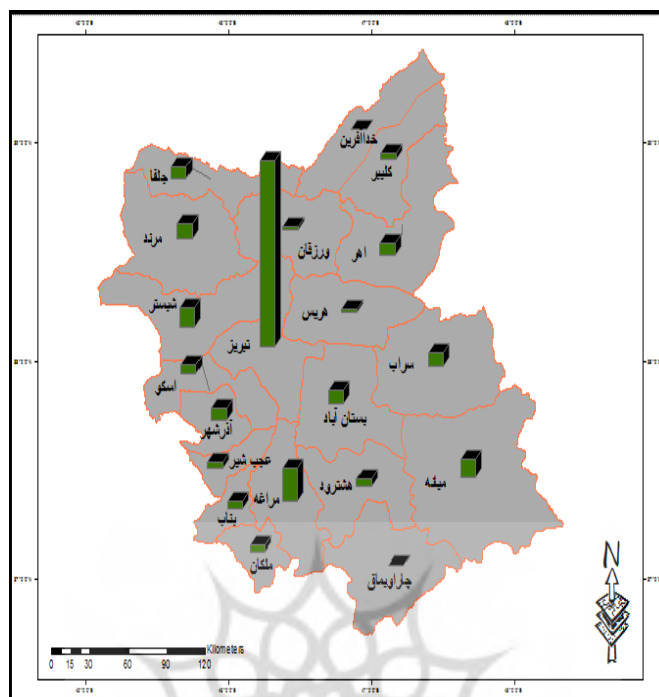 خداآفرین
کلیبر
جلفا
مرند
ورزقان
اهر
شبستر
هریس
تبریز
سراب
اسکو
بستان آباد
آذرشهر
عجب شیر
مراغه
هشترود
میانه
بناب
ملکان
چاراویماق
N
Kilometers
0 15 30 60 90 120